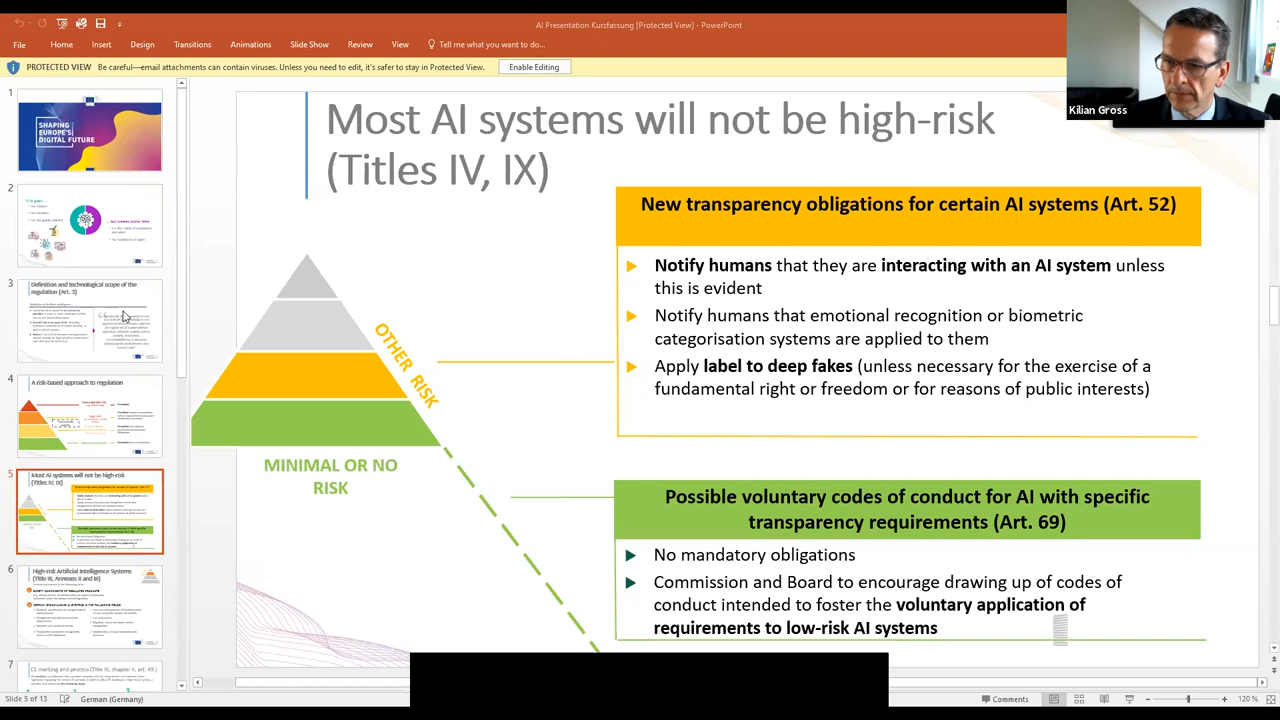 AI Presentation Kurzfassung [Protected View] - PowerPoint
File Home Insert Design Transitions Animations Slide Show Review View Tell me what you want to do...
PROTECTED VIEW Be careful—email attachments can contain viruses. Unless you need to edit, it's safer to stay in Protected View. Enable Editing
Kilian Gross
1
SHAPING
EUROPE'S
DIGITAL FUTURE
2
3
Definition and technological scope of the
regulation (Art. 3)
4
A risk-based approach to regulation
5
Most AI systems will not be high-risk
(Titles IV, IX)
6
High-risk Artificial Intelligence Systems
(Title III, Annexes II and III)
7
CE marking and process (Title III, chapter 4, art. 49.)
Most AI systems will not be high-risk
(Titles IV, IX)
New transparency obligations for certain AI systems (Art. 52)
Notify humans that they are interacting with an AI system unless
this is evident
Notify humans that emotional recognition or biometric
categorisation systems are applied to them
Apply label to deep fakes (unless necessary for the exercise of a
fundamental right or freedom or for reasons of public interests)
OTHER RISK
MINIMAL OR NO
RISK
Possible voluntary codes of conduct for AI with specific
transparency requirements (Art. 69)
No mandatory obligations
Commission and Board to encourage drawing up of codes of
conduct intended to foster the voluntary application of
requirements to low-risk AI systems
Slide 5 of 13 German (Germany) Comments 120 %